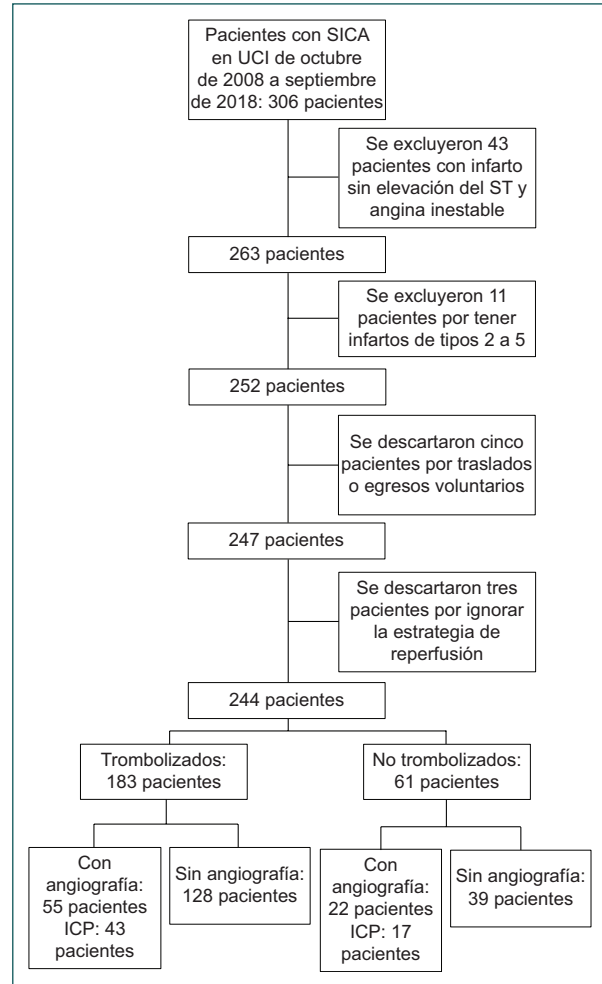 Pacientes con SICA
en UCI de octubre
de 2008 a septiembre
de 2018: 306 pacientes
Se excluyeron 43
pacientes con infarto
sin elevación del ST y
angina inestable
263 pacientes
Se excluyeron 11
pacientes por tener
infartos de tipos 2 a 5
252 pacientes
Se descartaron cinco
pacientes por traslados
o egresos voluntarios
247 pacientes
Se descartaron tres
pacientes por ignorar
la estrategia de
reperfusión
244 pacientes
Trombolizados:
183 pacientes
No trombolizados:
61 pacientes
Con
angiografía:
55 pacientes
ICP: 43
pacientes
Sin angiografía:
128 pacientes
Con
angiografía:
22 pacientes
ICP: 17
pacientes
Sin angiografía:
39 pacientes